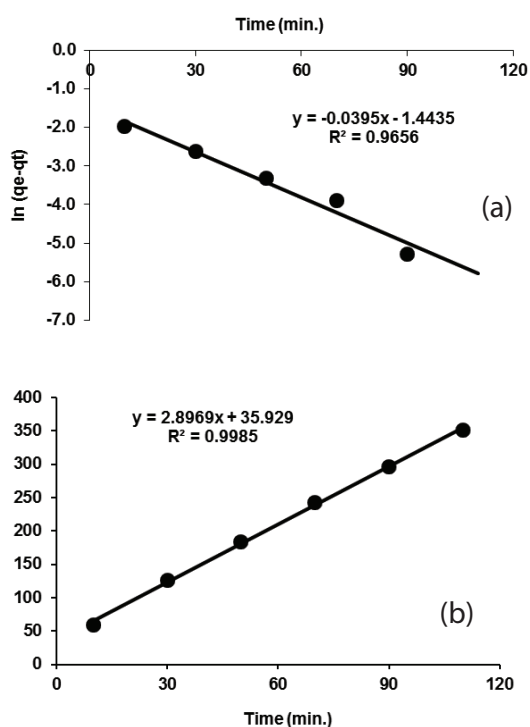 Time (min.)
0.0
0 30 60 90 120
-1.0
-2.0
-3.0
-4.0
-5.0
-6.0
-7.0
ln (qe-qt)
y = -0.0395x - 1.4435
R² = 0.9656
(a)
400
350
300
250
200
150
100
50
0
y = 2.8969x + 35.929
R² = 0.9985
(b)
0 30 60 90 120
Time (min.)